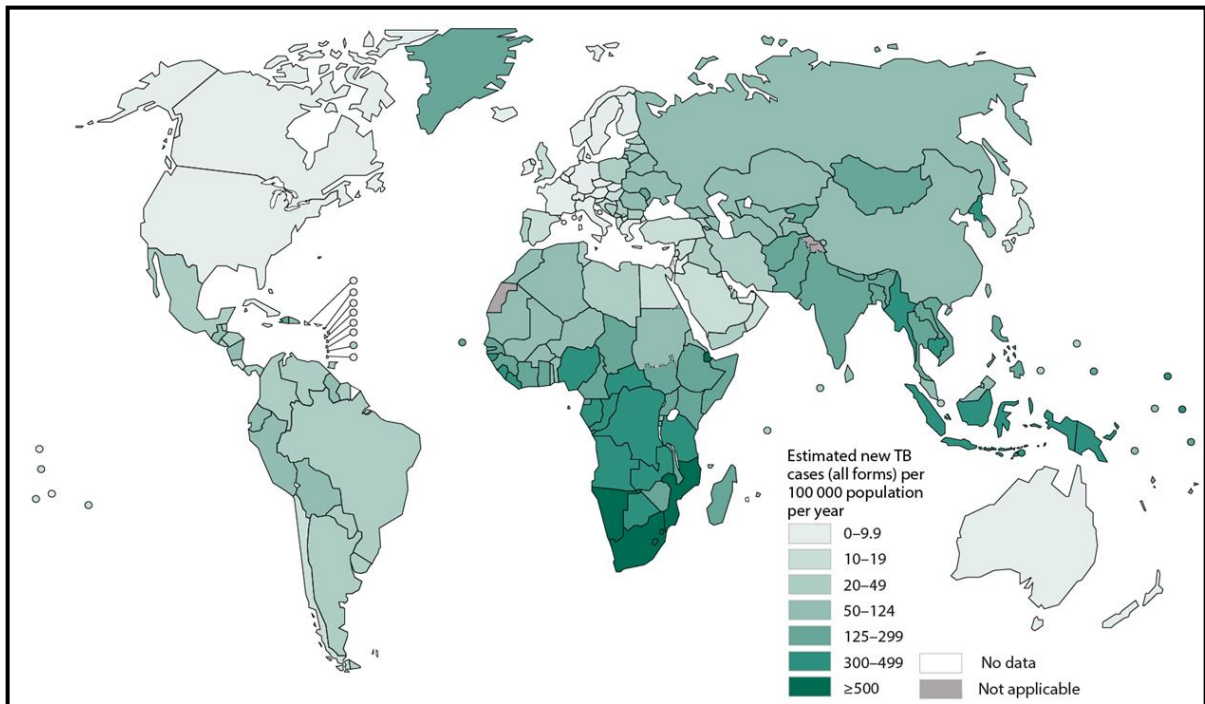 Estimated new TB
cases (all forms) per
100 000 population
per year
0–9.9
10–19
20–49
50–124
125–299
300–499
≥500
No data
Not applicable